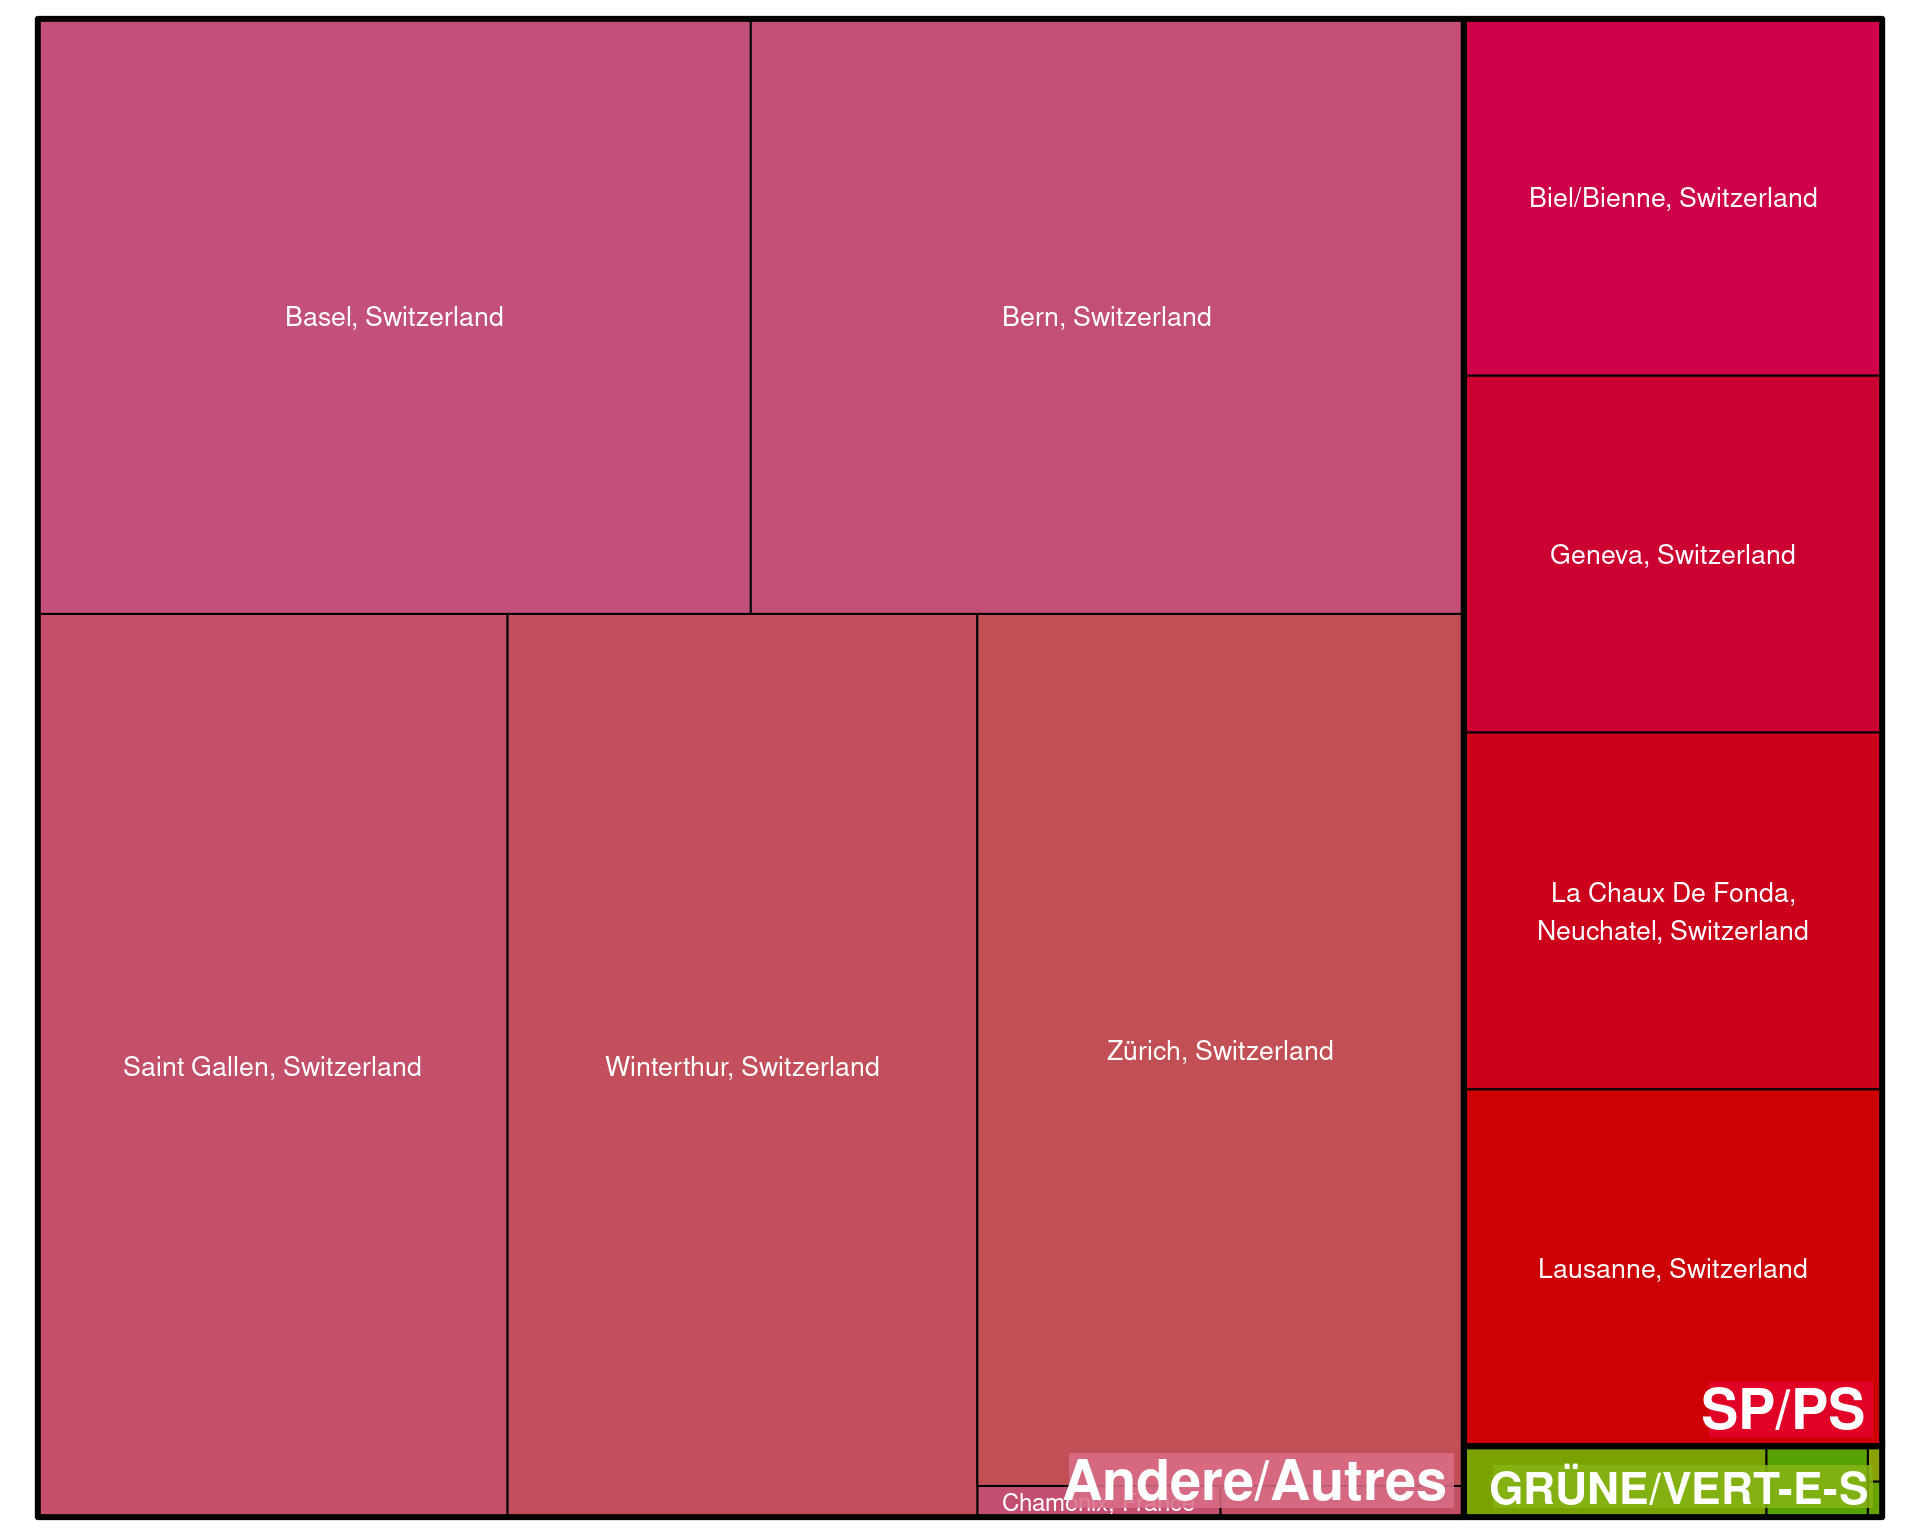 Basel, Switzerland
Bern, Switzerland
Biel/Bienne, Switzerland
Geneva, Switzerland
La Chaux De Fonda,
Neuchatel, Switzerland
Saint Gallen, Switzerland
Winterthur, Switzerland
Zürich, Switzerland
Lausanne, Switzerland
SP/PS
Andere/Autres
Chamonix, France
GRÜNE/VERT-E-S